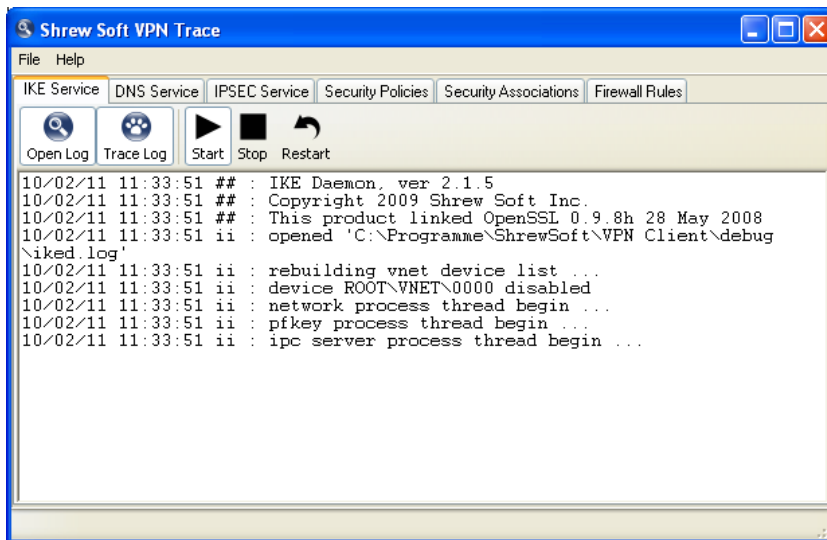 Shrew Soft VPN Trace
File Help
IKE Service DNS Service IPSEC Service Security Policies Security Associations Firewall Rules
Open Log Trace Log Start Stop Restart
10/02/11 11:33:51 ## : IKE Daemon, ver 2.1.5
10/02/11 11:33:51 ## : Copyright 2009 Shrew Soft Inc.
10/02/11 11:33:51 ## : This product linked OpenSSL 0.9.8h 28 May 2008
10/02/11 11:33:51 ii : opened 'C:\Programme\ShrewSoft\VPN Client\debug
\iked.log'
10/02/11 11:33:51 ii : rebuilding vnet device list ...
10/02/11 11:33:51 ii : device ROOT\VNET\0000 disabled
10/02/11 11:33:51 ii : network process thread begin ...
10/02/11 11:33:51 ii : pfkey process thread begin ...
10/02/11 11:33:51 ii : ipc server process thread begin ...